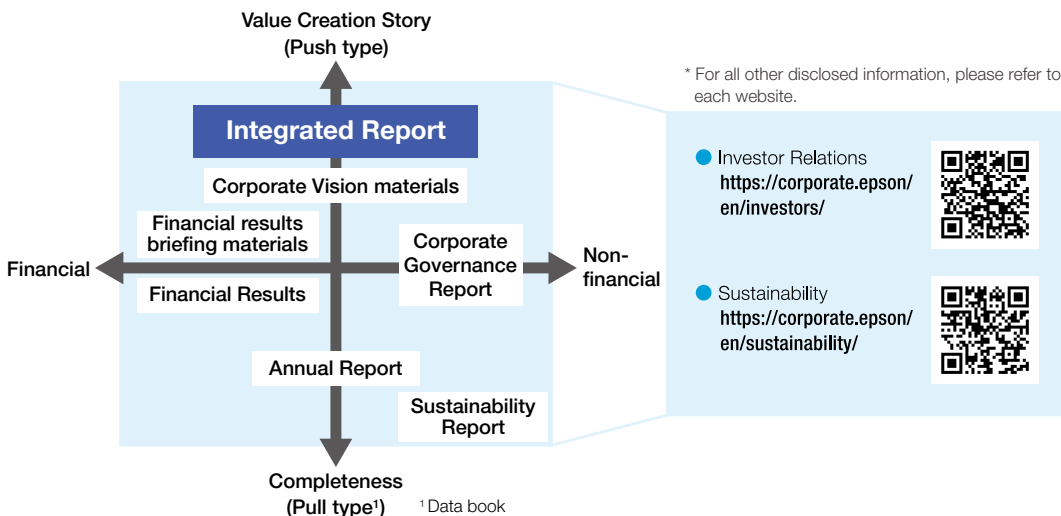 Value Creation Story
(Push type)
Integrated Report
Corporate Vision materials
Financial results
briefing materials
Financial
Financial Results
Corporate
Governance
Report
Non-
financial
Annual Report
Sustainability
Report
Completeness
(Pull type¹)
¹ Data book
* For all other disclosed information, please refer to
each website.
Investor Relations
https://corporate.epson/
en/investors/
Sustainability
https://corporate.epson/
en/sustainability/